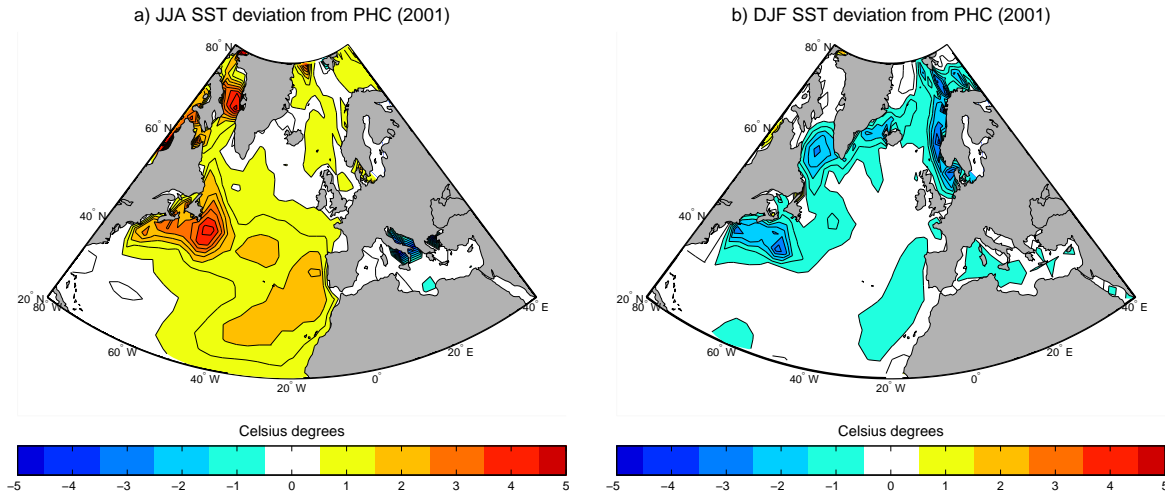 a) JJA SST deviation from PHC (2001)
80° N
60° N
40° N
20° N
80° W
60° W
40° W
20° W
0°
20° E
40° E
Celsius degrees
−5 −4 −3 −2 −1 0 1 2 3 4 5
b) DJF SST deviation from PHC (2001)
80° N
60° N
40° N
20° N
80° W
60° W
40° W
20° W
0°
20° E
40° E
Celsius degrees
−5 −4 −3 −2 −1 0 1 2 3 4 5